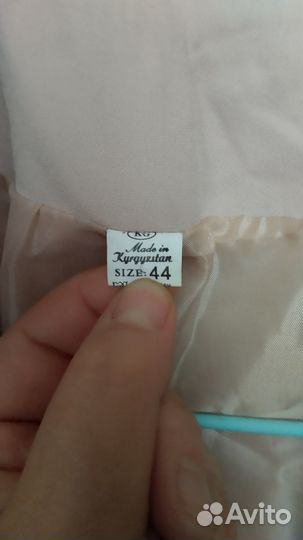 KG
Made in
Kyrgyzstan
SIZE: 44
Avito